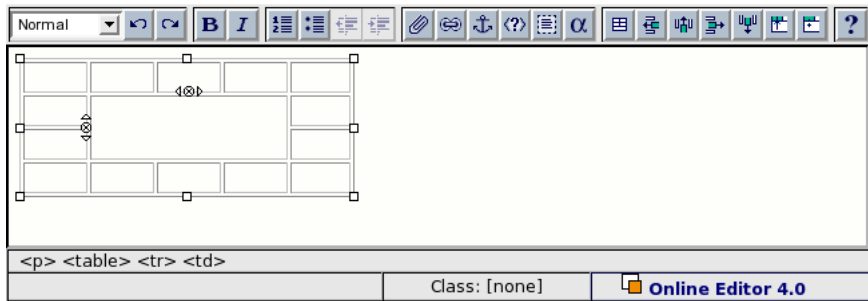 Normal B I α ?
<p> <table> <tr> <td>
Class: [none] Online Editor 4.0